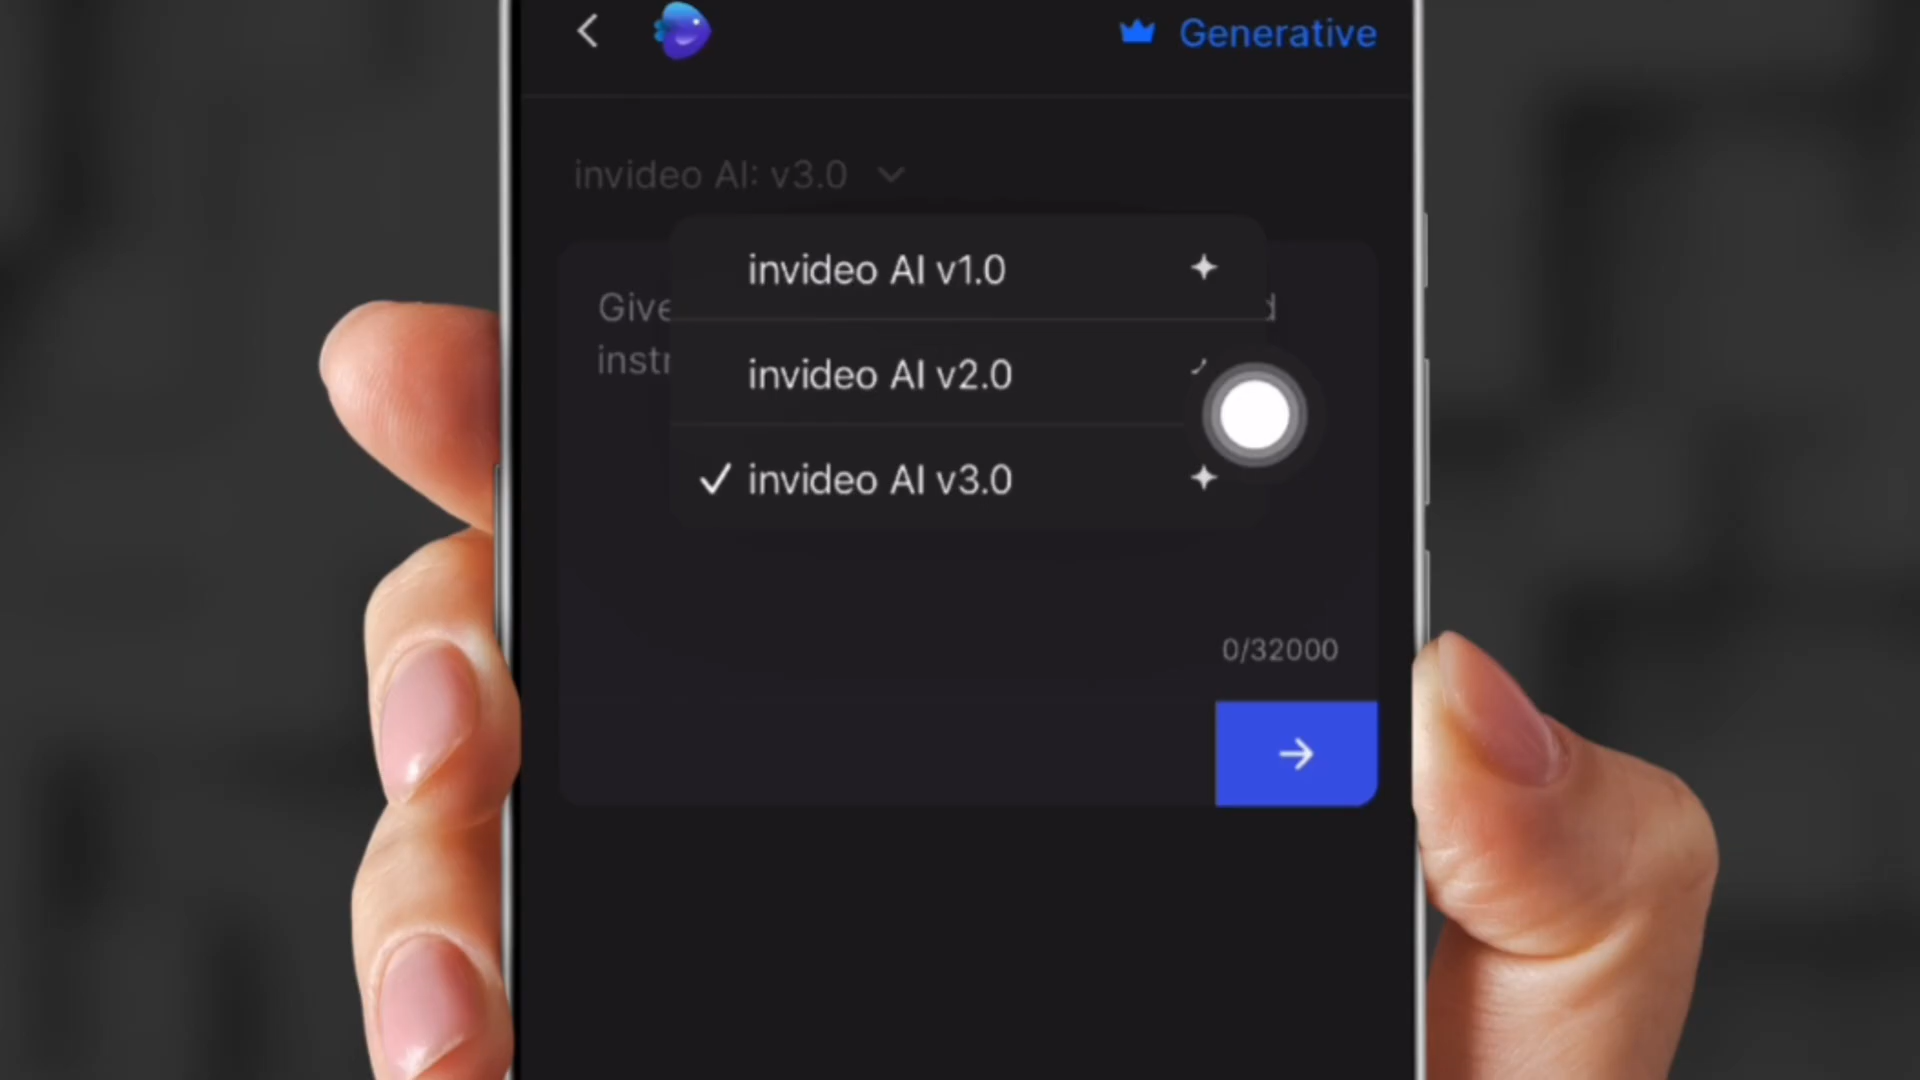 Generative
invideo AI: v3.0
invideo AI v1.0
invideo AI v2.0
invideo AI v3.0
0/32000